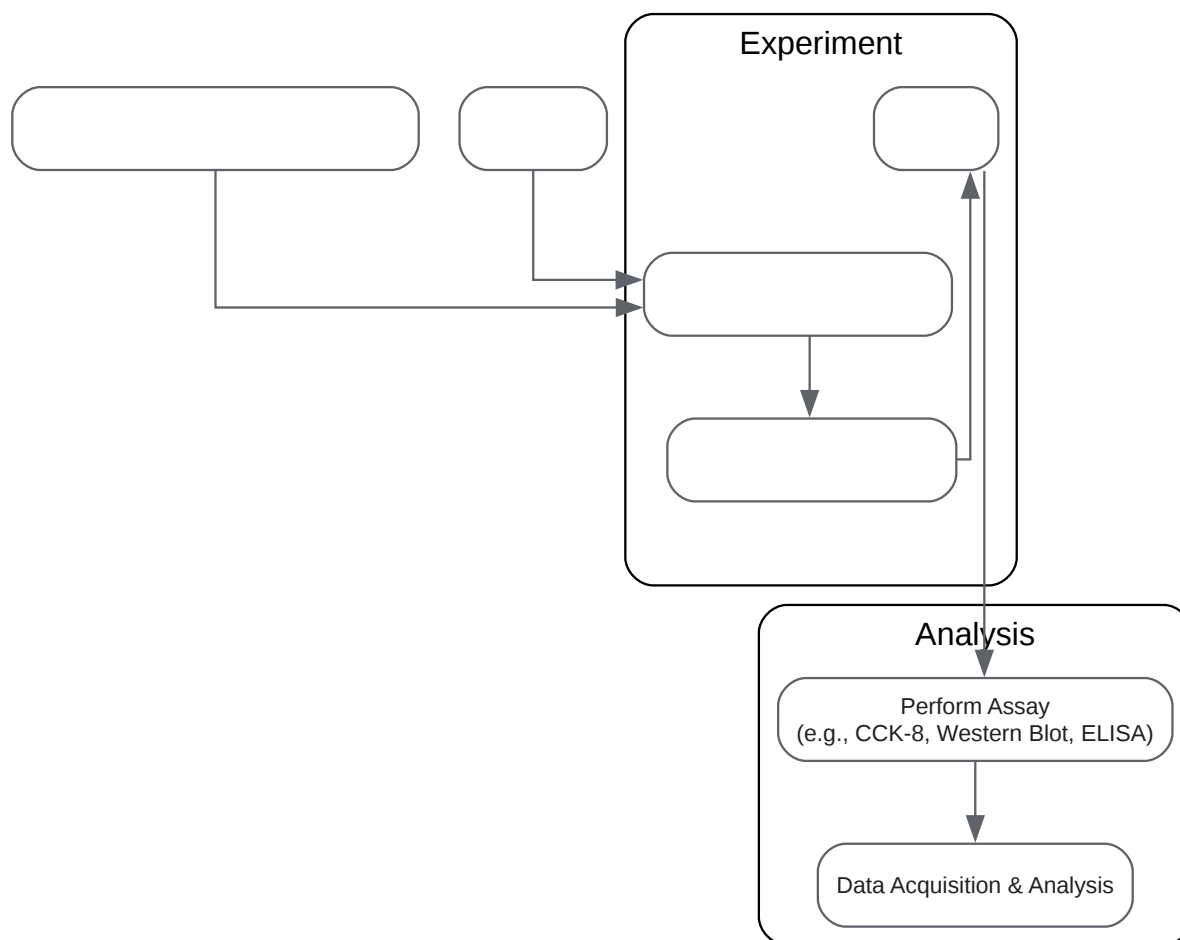 Experiment
Analysis
Perform Assay
(e.g., CCK-8, Western Blot, ELISA)
Data Acquisition & Analysis